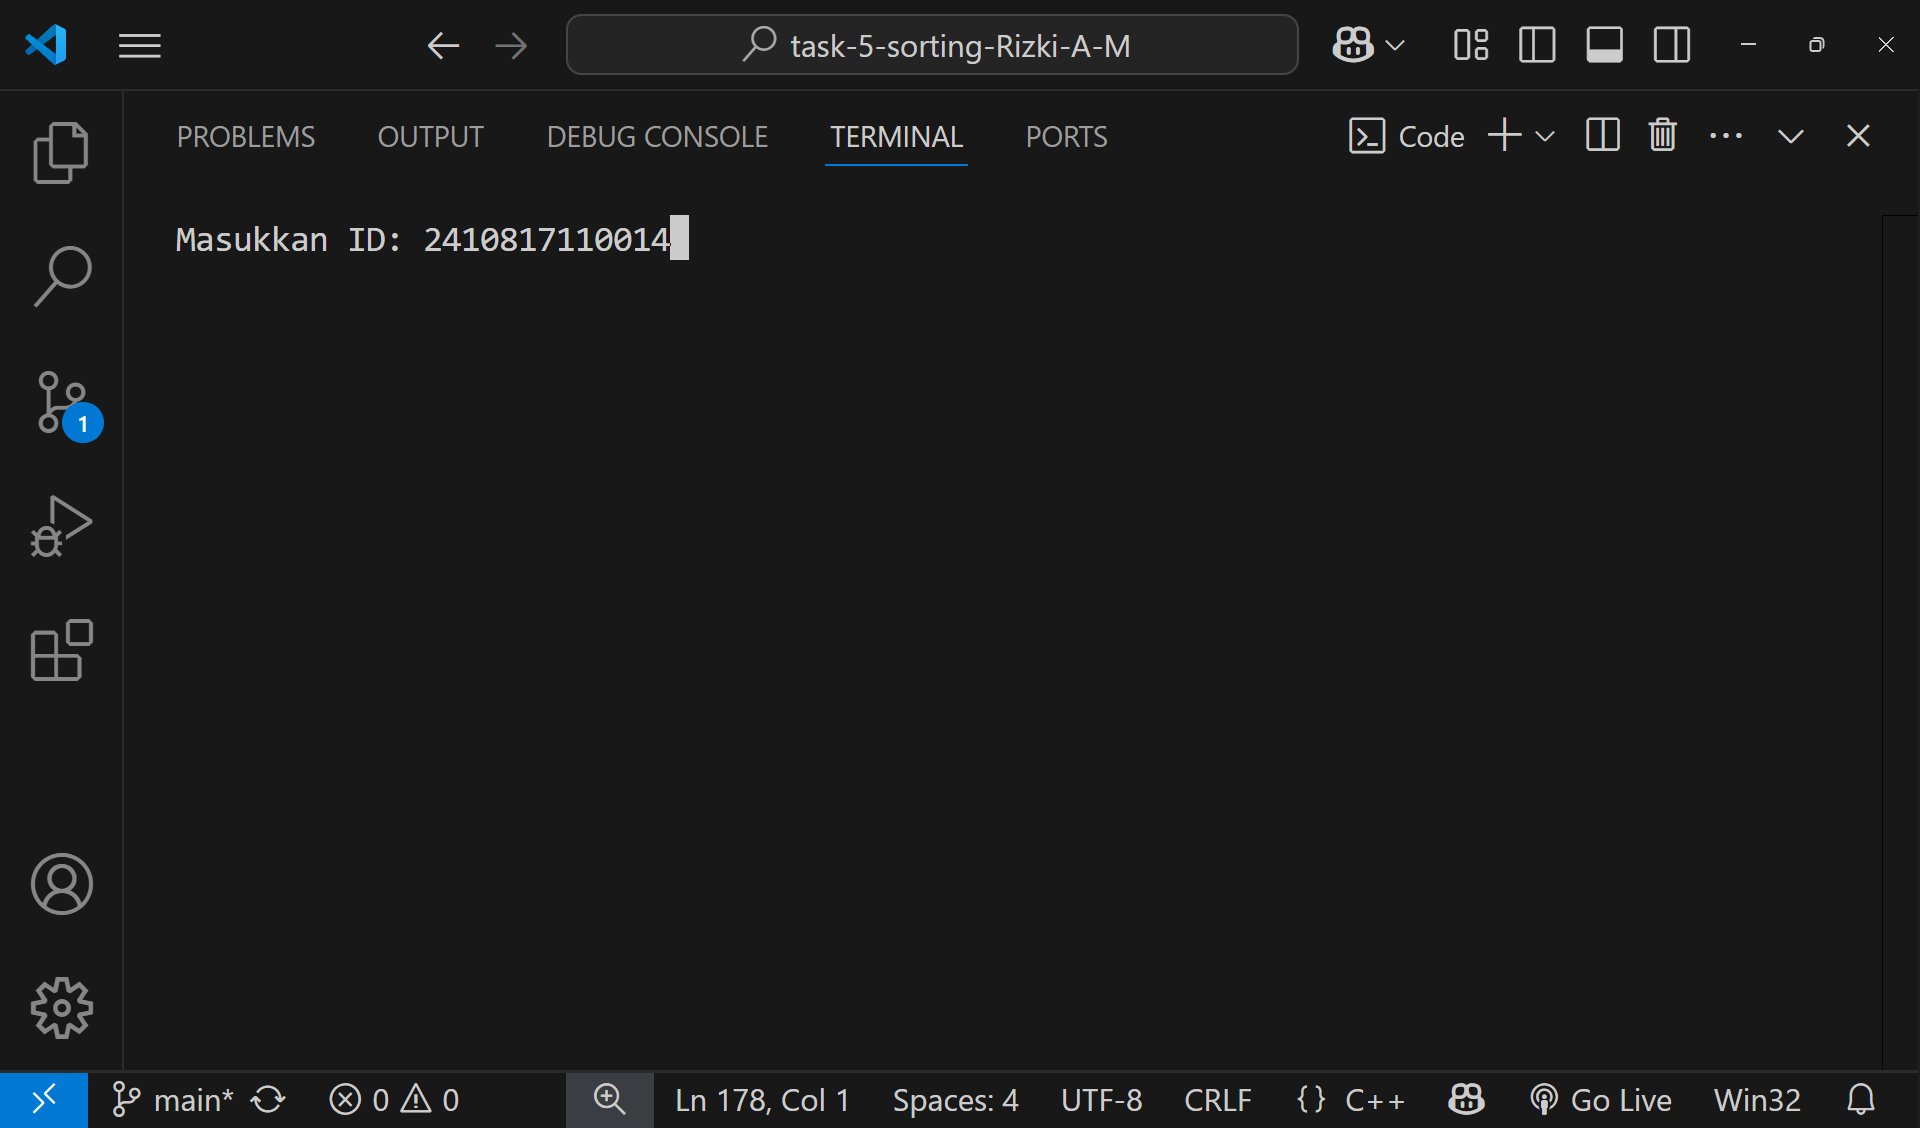 task-5-sorting-Rizki-A-M
PROBLEMS OUTPUT DEBUG CONSOLE TERMINAL PORTS Code
Masukkan ID: 2410817110014
1
main* 0 0 Ln 178, Col 1 Spaces: 4 UTF-8 CRLF {} C++ Go Live Win32